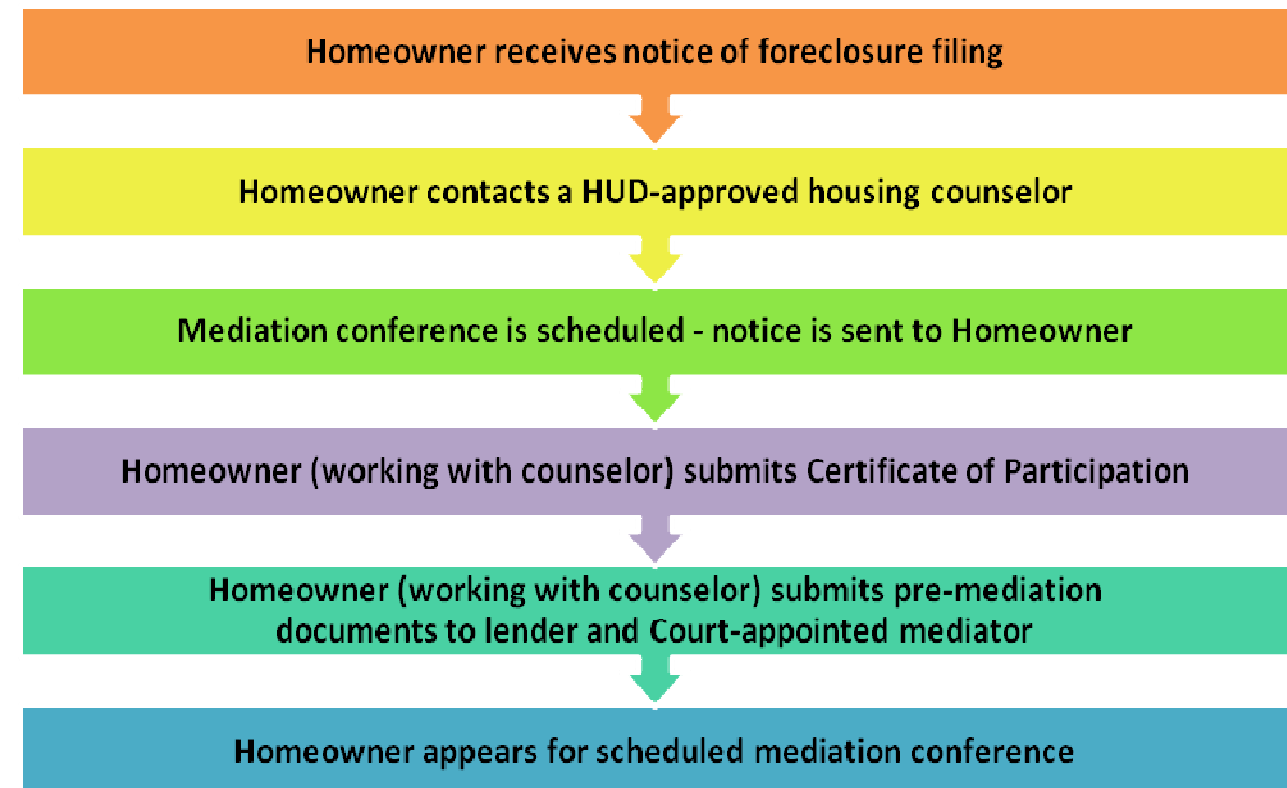 Homeowner receives notice of foreclosure filing
Homeowner contacts a HUD-approved housing counselor
Mediation conference is scheduled - notice is sent to Homeowner
Homeowner (working with counselor) submits Certificate of Participation
Homeowner (working with counselor) submits pre-mediation
documents to lender and Court-appointed mediator
Homeowner appears for scheduled mediation conference